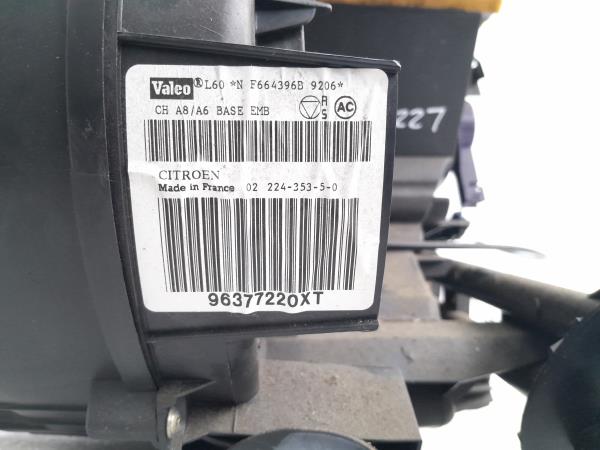 Valeo ® L60 *N F664396B 9206*
CH A8/A6 BASE EMB
R
S
AC
CITROEN
Made in France 02 224-353-5-0
96377220XT
227